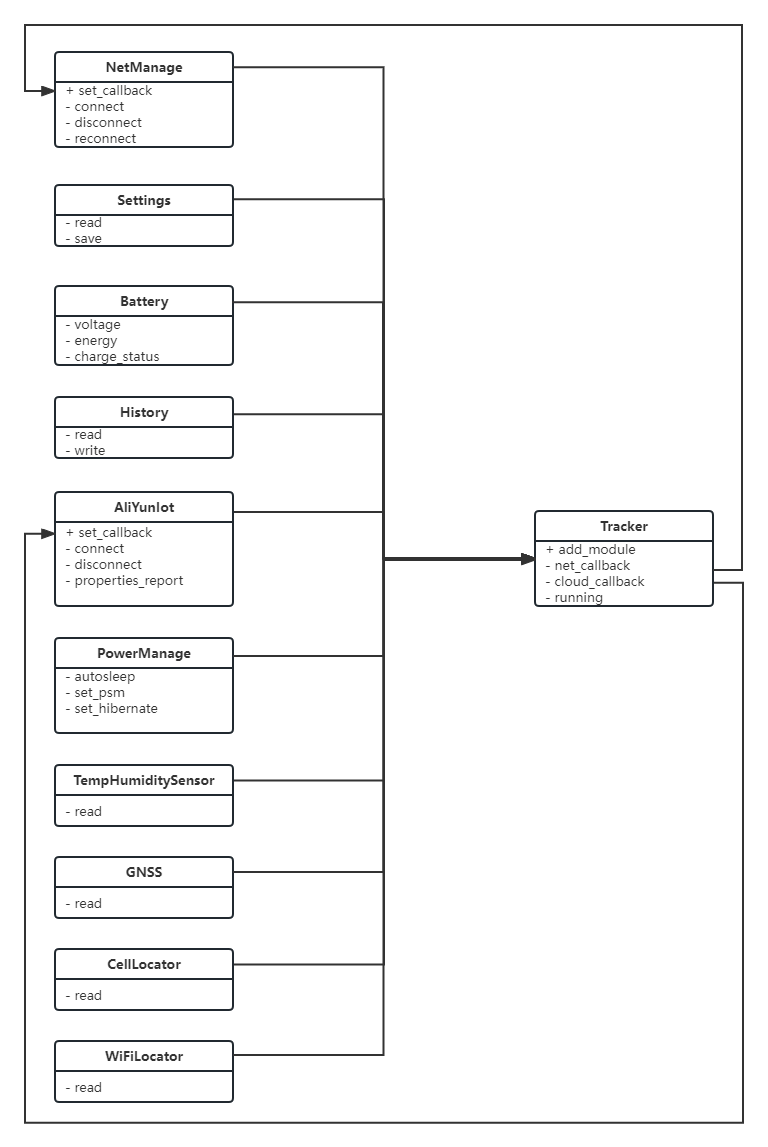 NetManage
+ set_callback
- connect
- disconnect
- reconnect
Settings
- read
- save
Battery
- voltage
- energy
- charge_status
History
- read
- write
AliYunIot
+ set_callback
- connect
- disconnect
- properties_report
Tracker
+ add_module
- net_callback
- cloud_callback
- running
PowerManage
- autosleep
- set_psm
- set_hibernate
TempHumiditySensor
- read
GNSS
- read
CellLocator
- read
WiFiLocator
- read